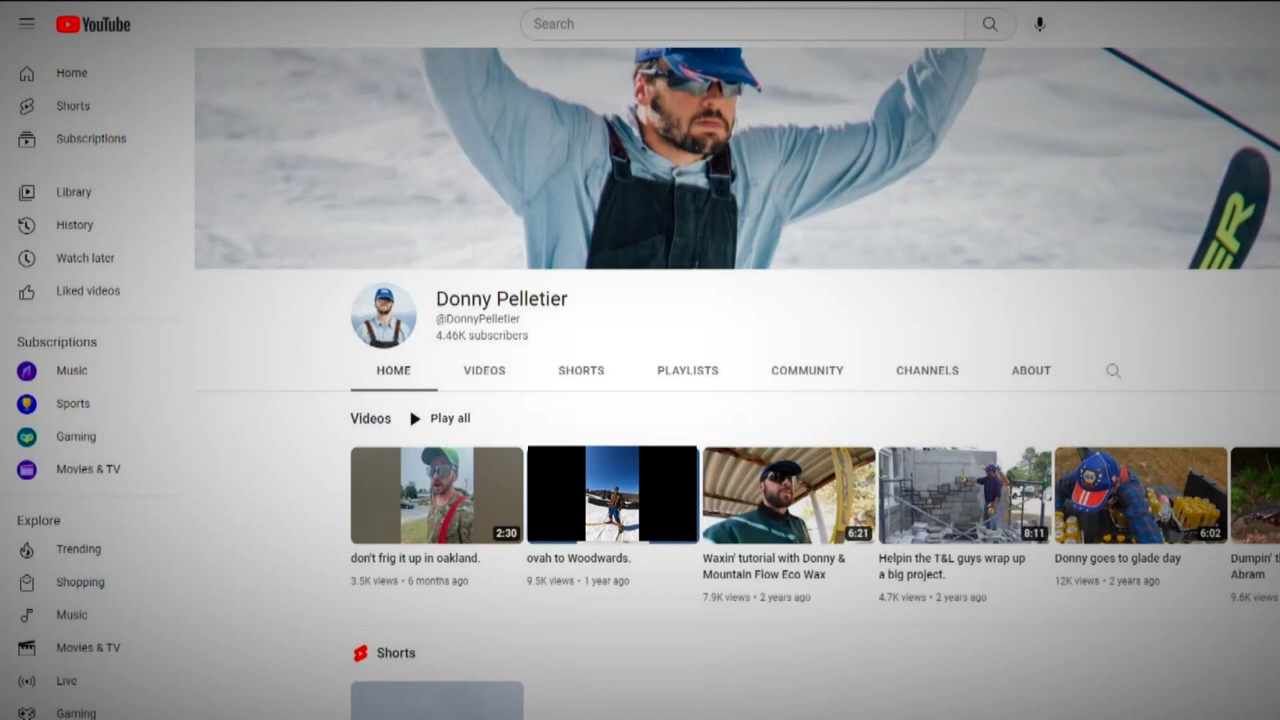 YouTube
Search
Home
Shorts
Subscriptions
Library
History
Watch later
Liked videos
Subscriptions
Music
Sports
Gaming
Movies & TV
Explore
Trending
Shopping
Music
Movies & TV
Live
Gaming
ER
Donny Pelletier
@DonnyPelletier
4.46K subscribers
HOME VIDEOS SHORTS PLAYLISTS COMMUNITY CHANNELS ABOUT
Videos Play all
2:30
don't frig it up in oakland.
3.5K views • 6 months ago
ovah to Woodwards.
9.5K views • 1 year ago
6:21
Waxin' tutorial with Donny &
Mountain Flow Eco Wax
7.9K views • 2 years ago
8:11
Helpin the T&L guys wrap up
a big project.
4.7K views • 2 years ago
NAPA
6:02
Donny goes to glade day
12K views • 2 years ago
Dumpin' t
Abram
9.6K views
Shorts